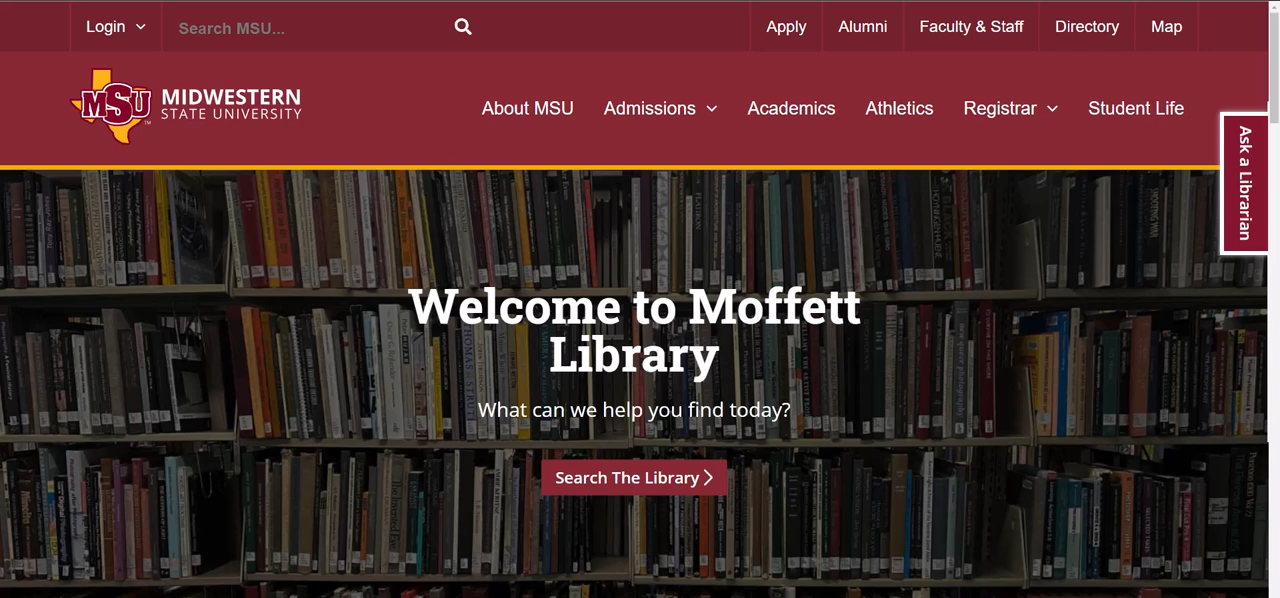 Login
Search MSU...
Apply
Alumni
Faculty & Staff
Directory
Map
MSU
TM
MIDWESTERN
STATE UNIVERSITY
About MSU
Admissions
Academics
Athletics
Registrar
Student Life
Ask a Librarian
Welcome to Moffett
Library
What can we help you find today?
Search The Library